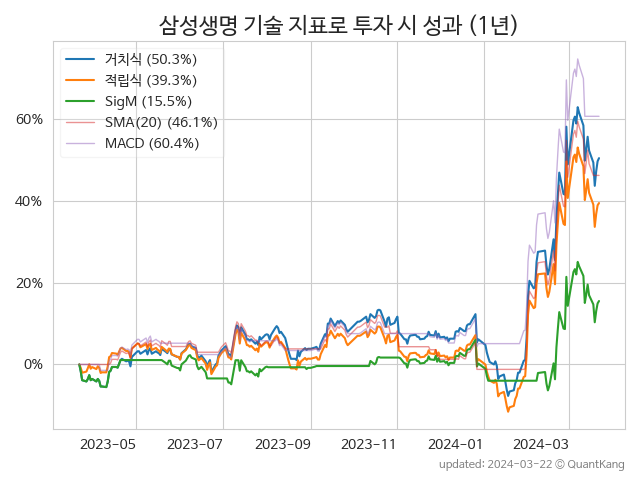 삼성생명 기술 지표로 투자 시 성과 (1년)
거치식 (50.3%)
적립식 (39.3%)
SigM (15.5%)
SMA(20) (46.1%)
MACD (60.4%)
60%
40%
20%
0%
2023-05 2023-07 2023-09 2023-11 2024-01 2024-03
updated: 2024-03-22 © QuantKang